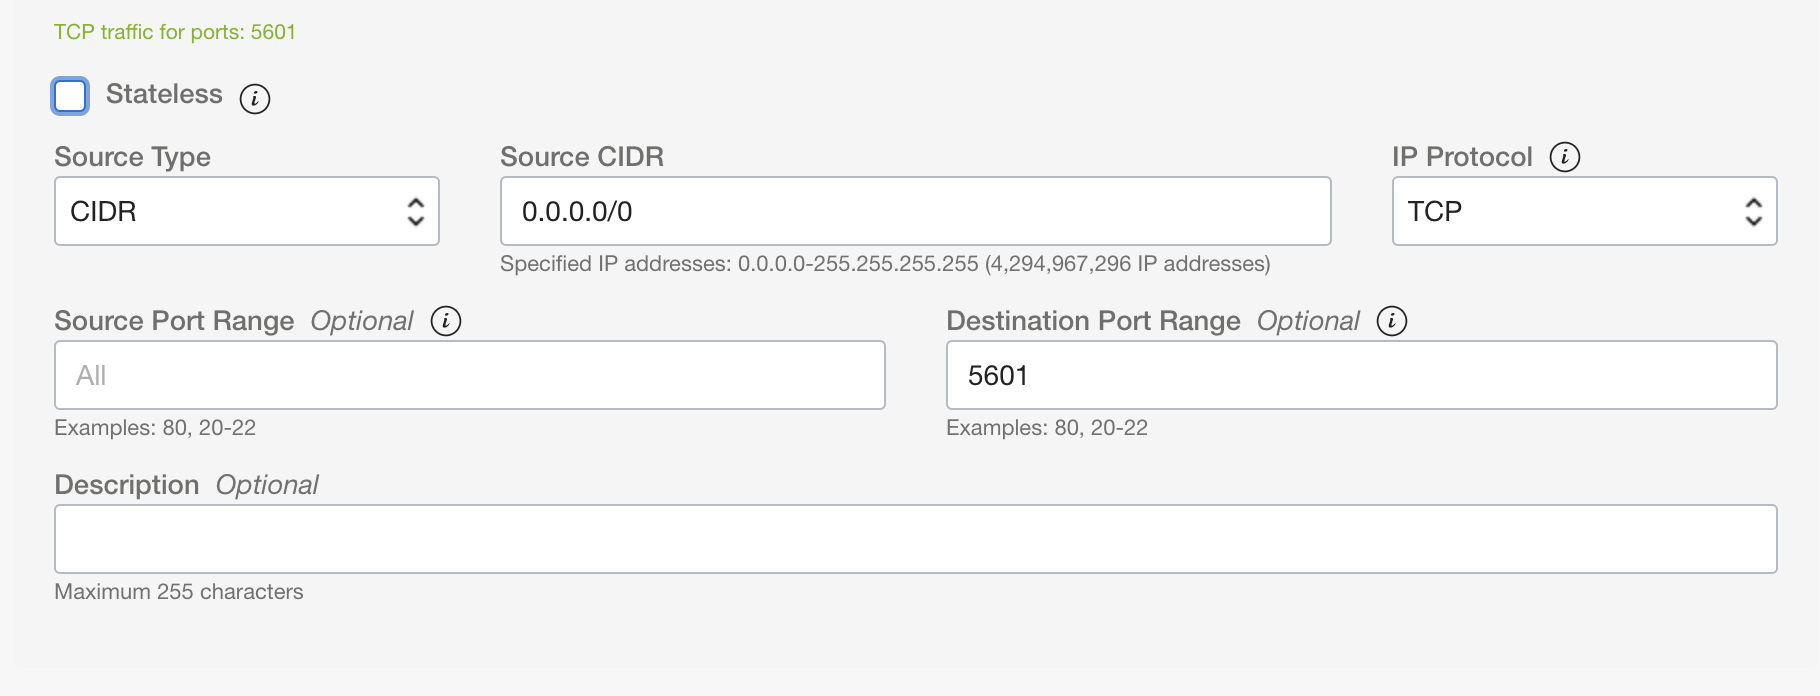 TCP traffic for ports: 5601
Stateless i
Source Type Source CIDR IP Protocol i
CIDR 0.0.0.0/0 TCP
Specified IP addresses: 0.0.0.0-255.255.255.255 (4,294,967,296 IP addresses)
Source Port Range Optional i Destination Port Range Optional i
All 5601
Examples: 80, 20-22 Examples: 80, 20-22
Description Optional
Maximum 255 characters